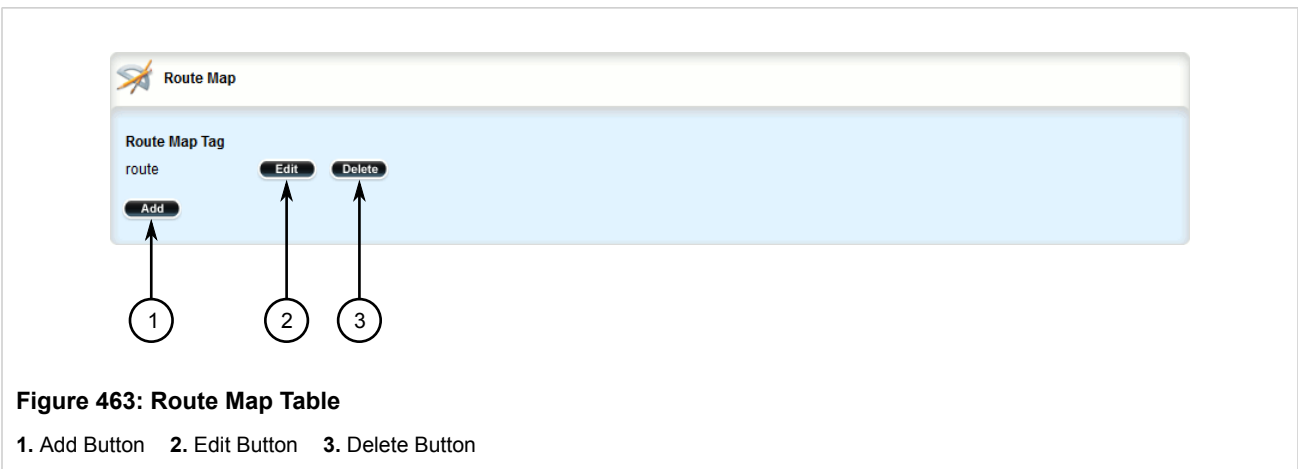 Route Map
Route Map Tag
route Edit Delete
Add
1 2 3
Figure 463: Route Map Table
1. Add Button 2. Edit Button 3. Delete Button